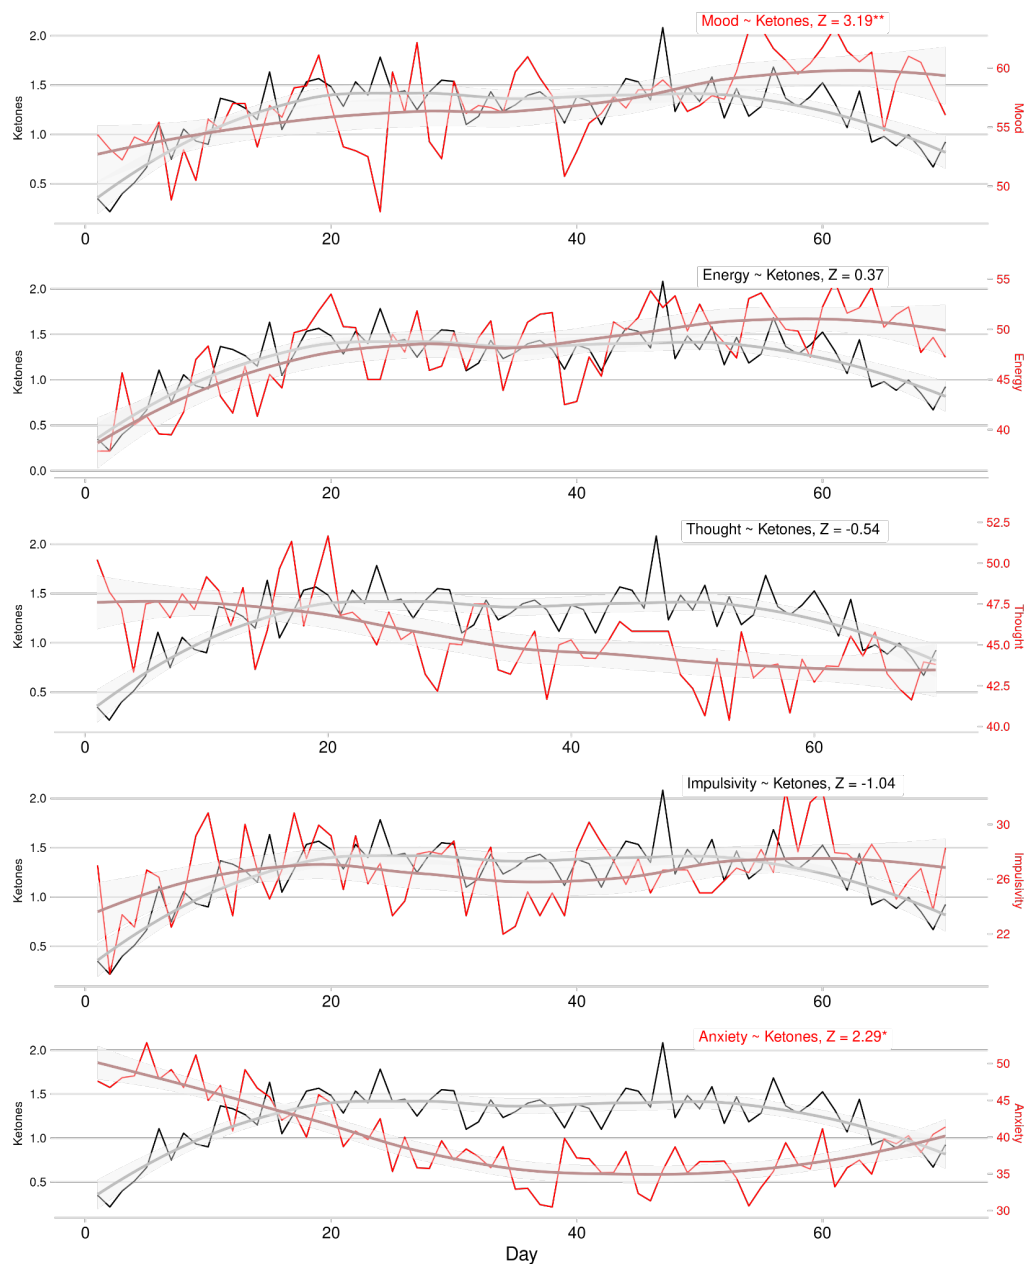 Mood ~ Ketones, Z = 3.19**
2.0
1.5
1.0
0.5
Ketones
60
55
50
Mood
0 20 40 60
Energy ~ Ketones, Z = 0.37
2.0
1.5
1.0
0.5
0.0
Ketones
55
50
45
40
Energy
0 20 40 60
Thought ~ Ketones, Z = -0.54
2.0
1.5
1.0
0.5
Ketones
52.5
50.0
47.5
45.0
42.5
40.0
Thought
0 20 40 60
Impulsivity ~ Ketones, Z = -1.04
2.0
1.5
1.0
0.5
Ketones
30
26
22
Impulsivity
0 20 40 60
Anxiety ~ Ketones, Z = 2.29*
2.0
1.5
1.0
0.5
Ketones
50
45
40
35
30
Anxiety
0 20 40 60
Day